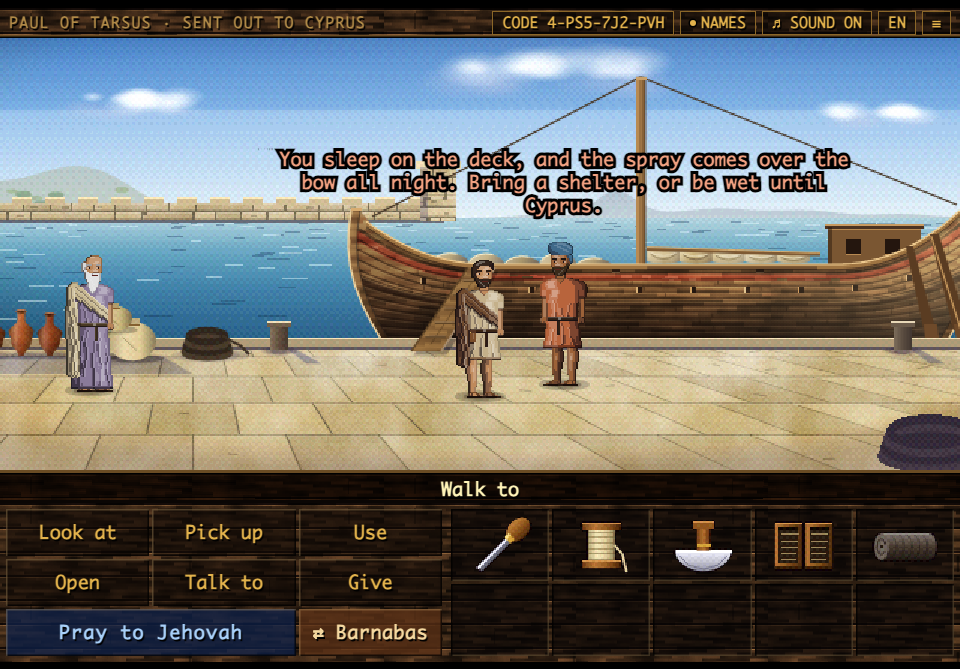 PAUL OF TARSUS · SENT OUT TO CYPRUS
CODE 4-PS5-7J2-PVH
• NAMES
♬ SOUND ON
EN
≡
You sleep on the deck, and the spray comes over the
bow all night. Bring a shelter, or be wet until
Cyprus.
Walk to
Look at
Pick up
Use
Open
Talk to
Give
Pray to Jehovah
⇄ Barnabas